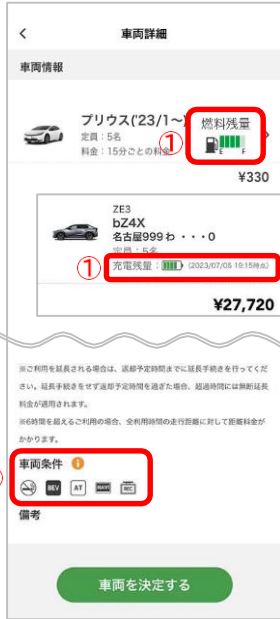 車両詳細
車両情報
プリウス('23/1〜)
燃料残量
定員：5名
料金：15分ごとの料金
①
E F
¥330
ZE3
bZ4X
名古屋999わ・・・0
定員：5名
① 充電残量： (2023/07/05 19:15時点)
¥27,720
※ご利用を延長される場合は、返却予定時間までに延長手続きを行ってくだ
さい。延長手続きをせず返却予定時間を過ぎた場合、超過時間には無断延長
料金が適用されます。
※6時間を超えるご利用の場合、全利用時間の走行距離に対して距離料金が
かかります。
車両条件
BEV AT NAVI REC
備考
車両を決定する